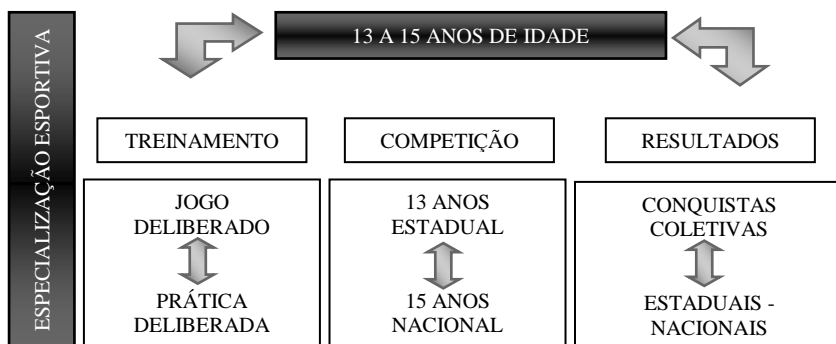 ESPECIALIZAÇÃO ESPORTIVA
13 A 15 ANOS DE IDADE
TREINAMENTO
COMPETIÇÃO
RESULTADOS
JOGO
DELIBERADO
PRÁTICA
DELIBERADA
13 ANOS
ESTADUAL
15 ANOS
NACIONAL
CONQUISTAS
COLETIVAS
ESTADUAIS -
NACIONAIS